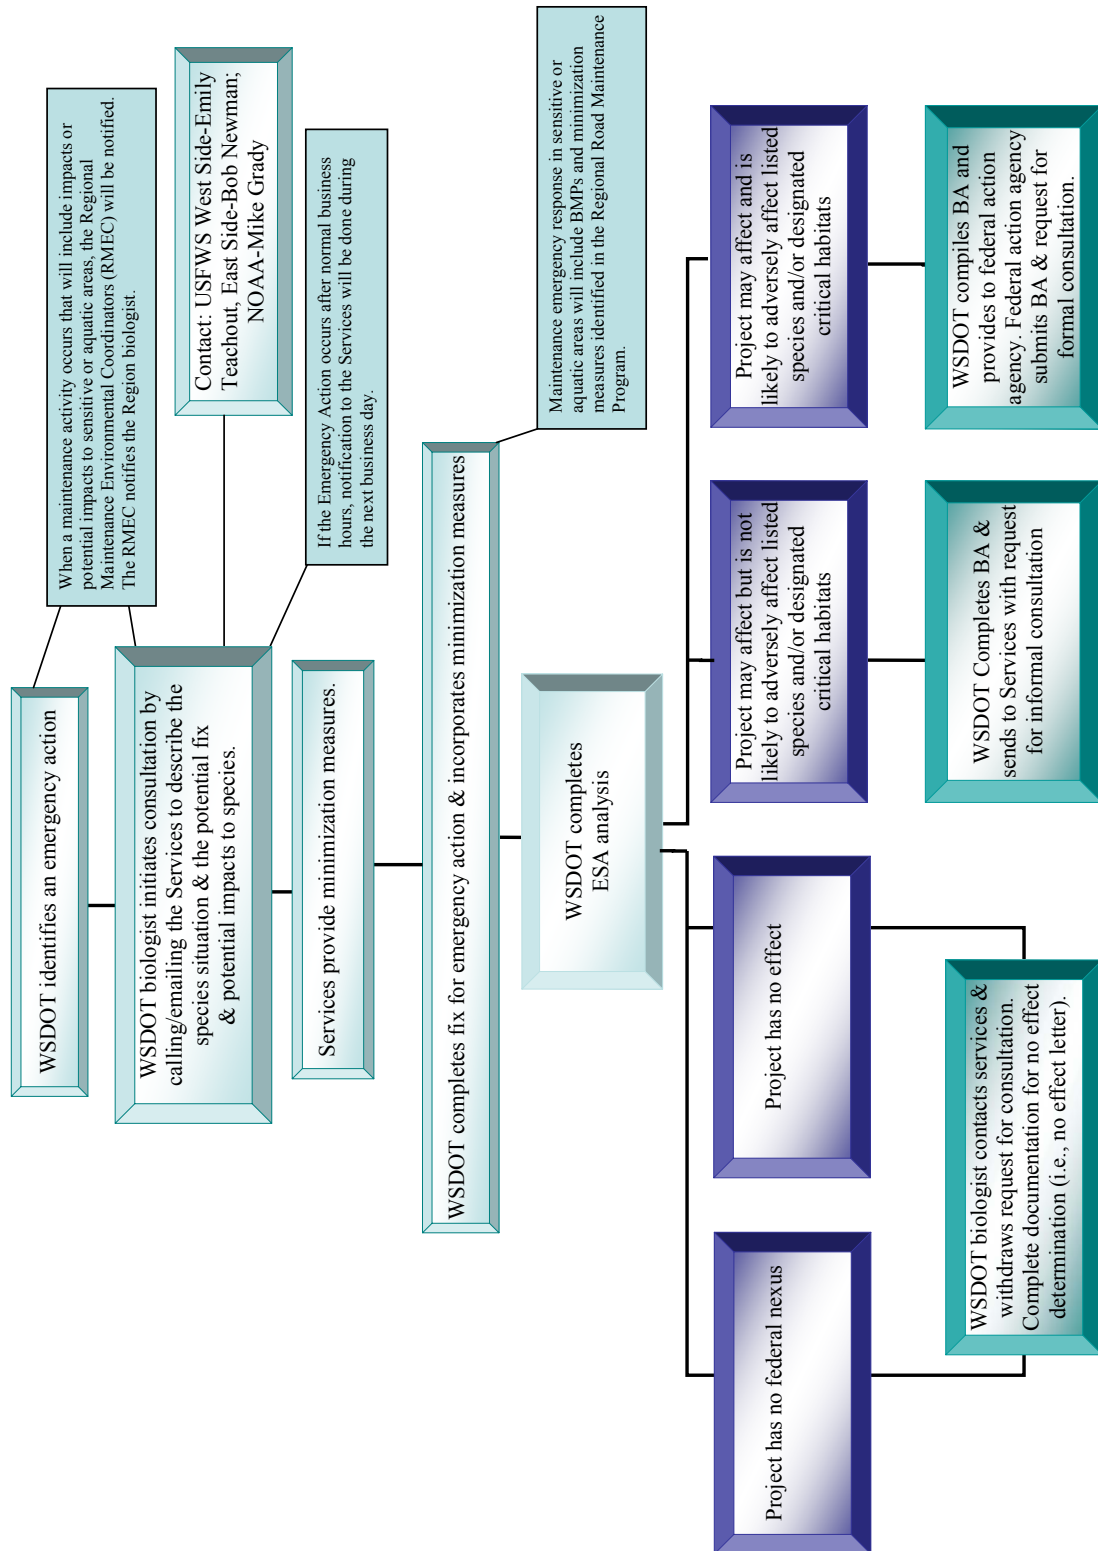 WSDOT identifies an emergency action
When a maintenance activity occurs that will include impacts or
potential impacts to sensitive or aquatic areas, the Regional
Maintenance Environmental Coordinators (RMEC) will be notified.
The RMEC notifies the Region biologist.
WSDOT biologist initiates consultation by
calling/emailing the Services to describe the
species situation & the potential fix
& potential impacts to species.
Contact: USFWS West Side-Emily
Teachout, East Side-Bob Newman;
NOAA-Mike Grady
If the Emergency Action occurs after normal business
hours, notification to the Services will be done during
the next business day.
Services provide minimization measures.
WSDOT completes fix for emergency action & incorporates minimization measures
Maintenance emergency response in sensitive or
aquatic areas will include BMPs and minimization
measures identified in the Regional Road Maintenance
Program.
WSDOT completes
ESA analysis
Project has no federal nexus
Project has no effect
Project may affect but is not
likely to adversely affect listed
species and/or designated
critical habitats
Project may affect and is
likely to adversely affect listed
species and/or designated
critical habitats
WSDOT biologist contacts services &
withdraws request for consultation.
Complete documentation for no effect
determination (i.e., no effect letter).
WSDOT Completes BA &
sends to Services with request
for informal consultation
WSDOT compiles BA and
provides to federal action
agency. Federal action agency
submits BA & request for
formal consultation.